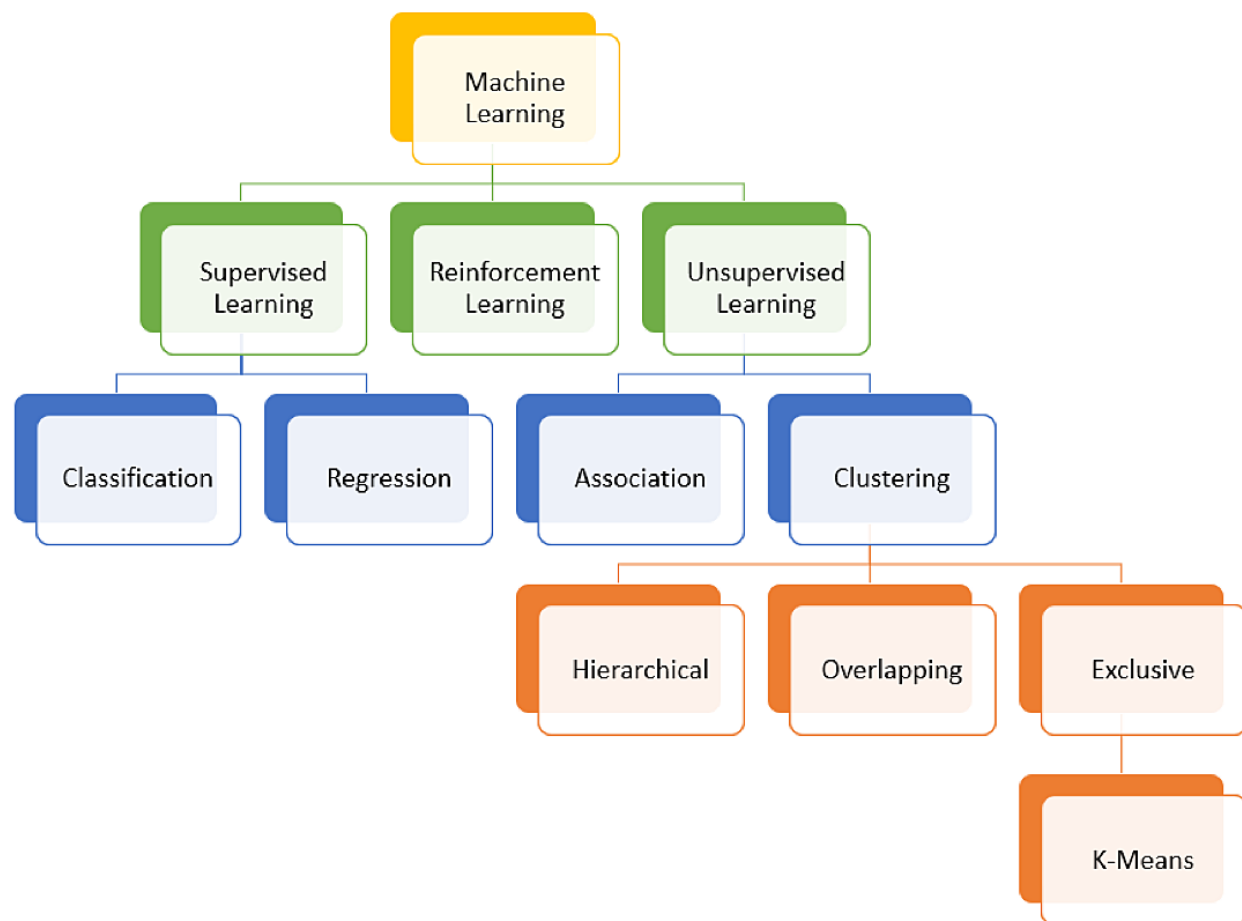 Machine
Learning
Supervised
Learning
Reinforcement
Learning
Unsupervised
Learning
Classification
Regression
Association
Clustering
Hierarchical
Overlapping
Exclusive
K-Means